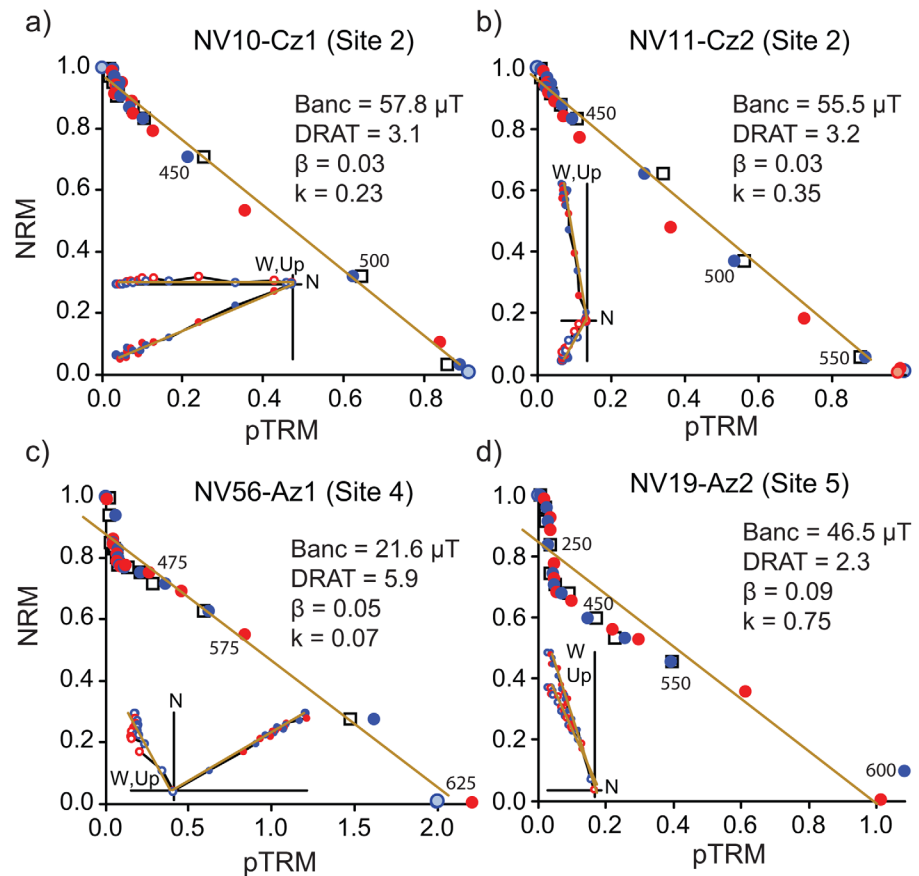 a)
NV10-Cz1 (Site 2)
Banc = 57.8 μT
DRAT = 3.1
β = 0.03
k = 0.23
450
500
W,Up
N
NRM
1.0
0.8
0.6
0.4
0.2
0.0
0.0 0.2 0.4 0.6 0.8 1.0
pTRM
b)
NV11-Cz2 (Site 2)
Banc = 55.5 μT
DRAT = 3.2
β = 0.03
k = 0.35
450
500
550
W,Up
N
1.0
0.8
0.6
0.4
0.2
0.0
0.0 0.2 0.4 0.6 0.8 1.0
pTRM
c)
NV56-Az1 (Site 4)
Banc = 21.6 μT
DRAT = 5.9
β = 0.05
k = 0.07
475
575
625
N
W,Up
NRM
1.0
0.8
0.6
0.4
0.2
0.0
0.0 0.5 1.0 1.5 2.0
pTRM
d)
NV19-Az2 (Site 5)
Banc = 46.5 μT
DRAT = 2.3
β = 0.09
k = 0.75
250
450
550
600
W
Up
N
1.0
0.8
0.6
0.4
0.2
0.0
0.0 0.2 0.4 0.6 0.8 1.0
pTRM